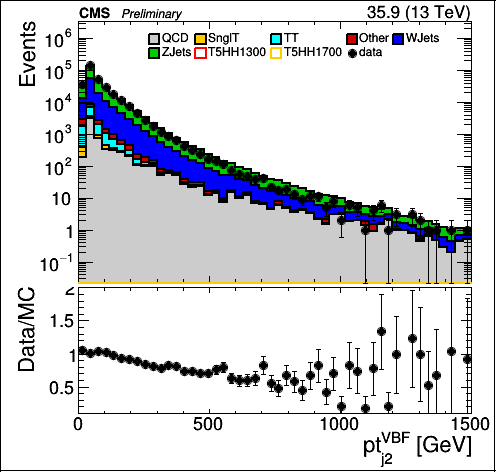 CMS Preliminary 35.9 (13 TeV)
Events
QCD SnglT TT Other WJets
ZJets T5HH1300 T5HH1700 data
10^6
10^5
10^4
10^3
10^2
10
1
10^-1
Data/MC
2
1.5
1
0.5
0 500 1000 1500
pt_j2^VBF [GeV]